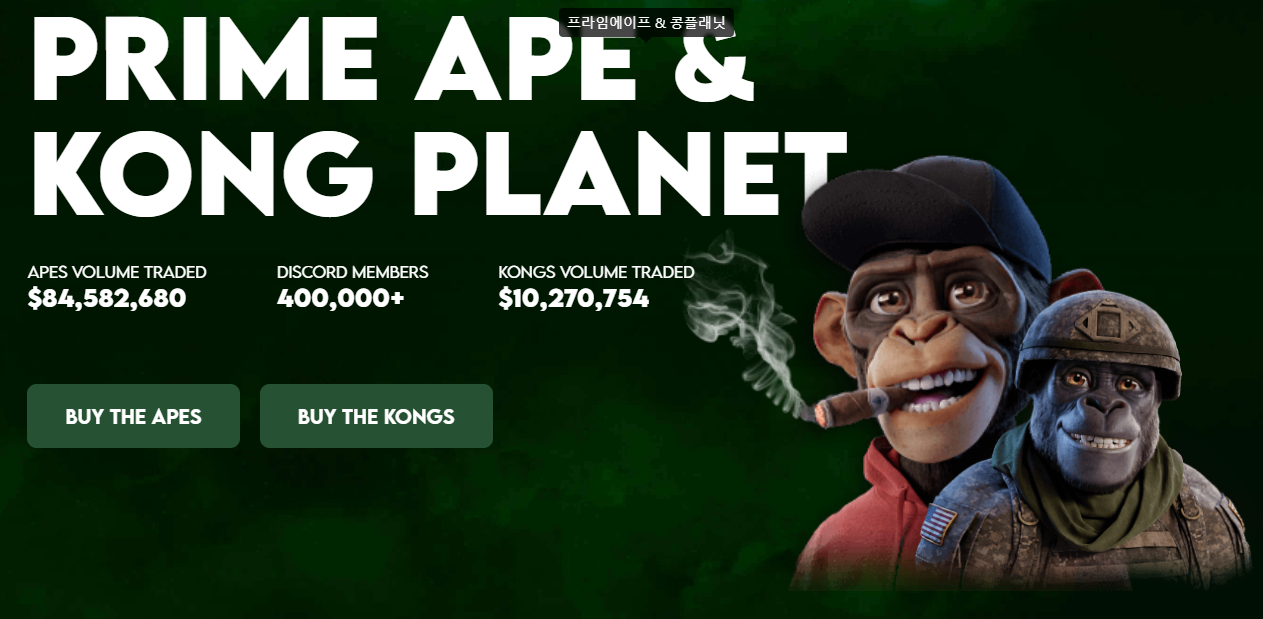 프라임에이프 & 콩플래닛
PRIME APE &
KONG PLANET
APES VOLUME TRADED
$84,582,680
DISCORD MEMBERS
400,000+
KONGS VOLUME TRADED
$10,270,754
BUY THE APES
BUY THE KONGS